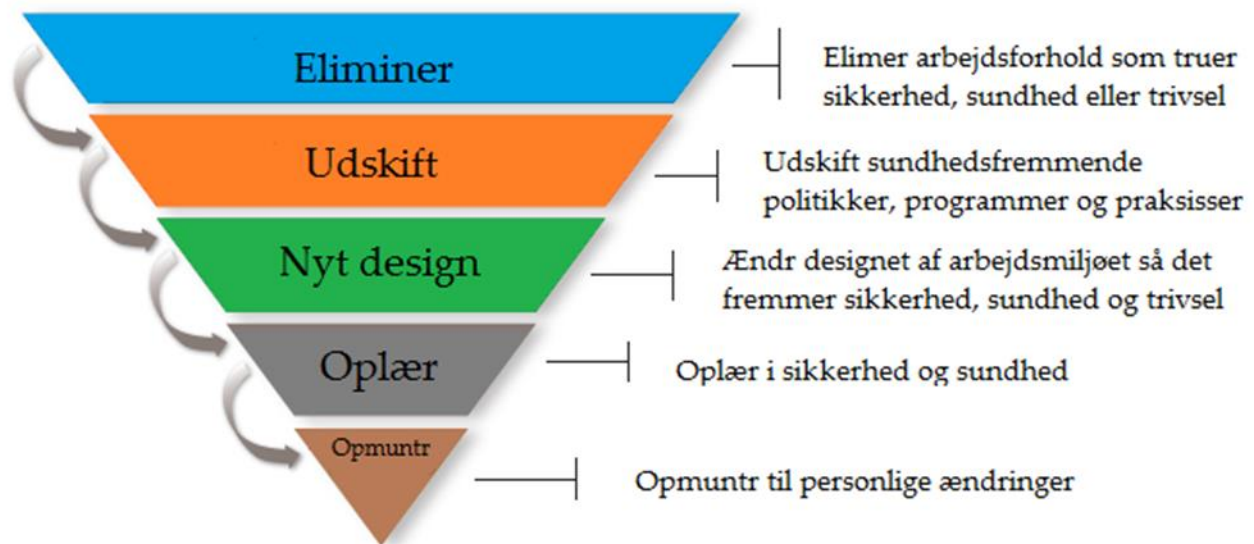 Eliminer
Elimer arbejdsforhold som truer
sikkerhed, sundhed eller trivsel
Udskift
Udskift sundhedsfremmende
politikker, programmer og praksisser
Nyt design
Ændr designet af arbejdsmiljøet så det
fremmer sikkerhed, sundhed og trivsel
Oplær
Oplær i sikkerhed og sundhed
Opmuntr
Opmuntr til personlige ændringer